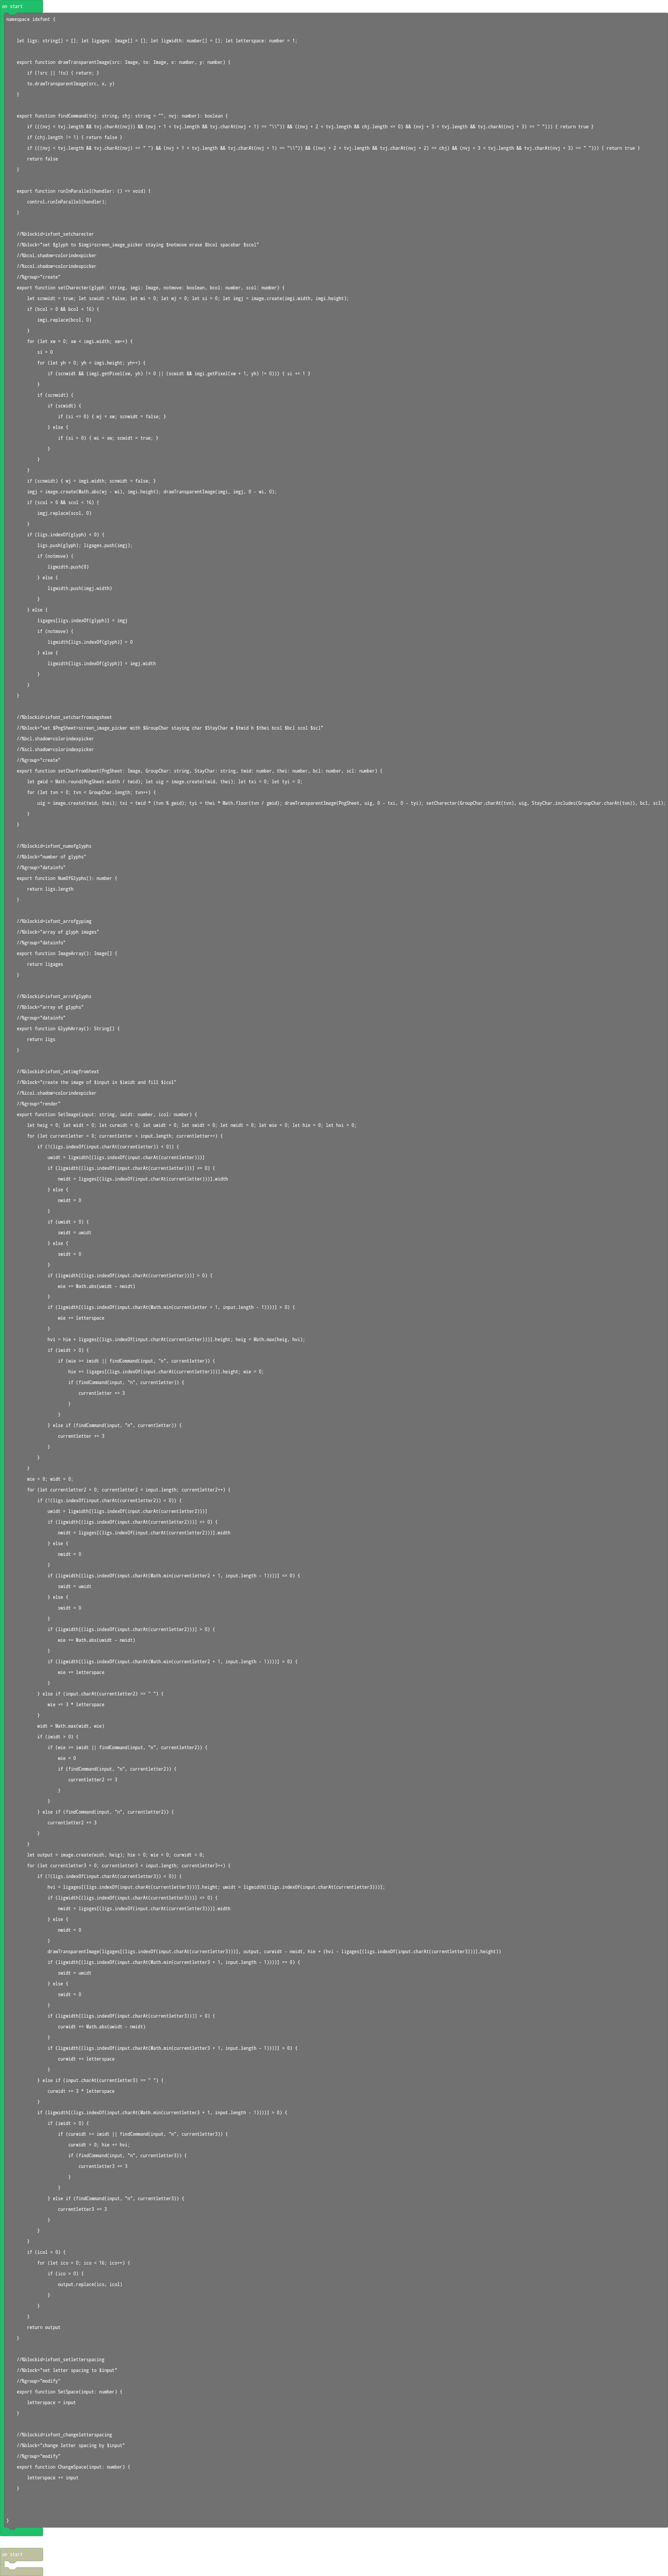 on start
namespace idxfont {
let ligs: string[] = []; let ligages: Image[] = []; let ligwidth: number[] = []; let letterspace: number = 1;
export function drawTransparentImage(src: Image, to: Image, x: number, y: number) {
if (!src || !to) { return; }
to.drawTransparentImage(src, x, y)
}
export function findCommand(tvj: string, chj: string = "", nvj: number): boolean {
if (((nvj < tvj.length && tvj.charAt(nvj)) && (nvj + 1 < tvj.length && tvj.charAt(nvj + 1) == "\\")) && ((nvj + 2 < tvj.length && chj.length <= 0) && (nvj + 3 < tvj.length && tvj.charAt(nvj + 3) == " "))) { return true }
if (chj.length != 1) { return false }
if (((nvj < tvj.length && tvj.charAt(nvj) == " ") && (nvj + 1 < tvj.length && tvj.charAt(nvj + 1) == "\\")) && ((nvj + 2 < tvj.length && tvj.charAt(nvj + 2) == chj) && (nvj + 3 < tvj.length && tvj.charAt(nvj + 3) == " "))) { return true }
return false
}
export function runInParallel(handler: () => void) {
control.runInParallel(handler);
}
//%blockid=ixfont_setcharecter
//%block="set $glyph to $imgi=screen_image_picker staying $notmove erase $bcol spacebar $scol"
//%bcol.shadow=colorindexpicker
//%scol.shadow=colorindexpicker
//%group="create"
export function setCharecter(glyph: string, imgi: Image, notmove: boolean, bcol: number, scol: number) {
let scnwidt = true; let scwidt = false; let wi = 0; let wj = 0; let si = 0; let imgj = image.create(imgi.width, imgi.height);
if (bcol > 0 && bcol < 16) {
imgi.replace(bcol, 0)
}
for (let xw = 0; xw < imgi.width; xw++) {
si = 0
for (let yh = 0; yh < imgi.height; yh++) {
if (scnwidt && (imgi.getPixel(xw, yh) != 0 || (scwidt && imgi.getPixel(xw + 1, yh) != 0))) { si += 1 }
}
if (scnwidt) {
if (scwidt) {
if (si <= 0) { wj = xw; scnwidt = false; }
} else {
if (si > 0) { wi = xw; scwidt = true; }
}
}
}
if (scnwidt) { wj = imgi.width; scnwidt = false; }
imgj = image.create(Math.abs(wj - wi), imgi.height); drawTransparentImage(imgi, imgj, 0 - wi, 0);
if (scol > 0 && scol < 16) {
imgj.replace(scol, 0)
}
if (ligs.indexOf(glyph) < 0) {
ligs.push(glyph); ligages.push(imgj);
if (notmove) {
ligwidth.push(0)
} else {
ligwidth.push(imgj.width)
}
} else {
ligages[ligs.indexOf(glyph)] = imgj
if (notmove) {
ligwidth[ligs.indexOf(glyph)] = 0
} else {
ligwidth[ligs.indexOf(glyph)] = imgj.width
}
}
}
//%blockid=ixfont_setcharfromimgsheet
//%block="set $PngSheet=screen_image_picker with $GroupChar staying char $StayChar w $twid h $thei bcol $bcl scol $scl"
//%bcl.shadow=colorindexpicker
//%scl.shadow=colorindexpicker
//%group="create"
export function setCharFromSheet(PngSheet: Image, GroupChar: string, StayChar: string, twid: number, thei: number, bcl: number, scl: number) {
let gwid = Math.round(PngSheet.width / twid); let uig = image.create(twid, thei); let txi = 0; let tyi = 0;
for (let tvn = 0; tvn < GroupChar.length; tvn++) {
uig = image.create(twid, thei); txi = twid * (tvn % gwid); tyi = thei * Math.floor(tvn / gwid); drawTransparentImage(PngSheet, uig, 0 - txi, 0 - tyi); setCharecter(GroupChar.charAt(tvn), uig, StayChar.includes(GroupChar.charAt(tvn)), bcl, scl);
}
}
//%blockid=ixfont_numofglyphs
//%block="number of glyphs"
//%group="datainfo"
export function NumOfGlyphs(): number {
return ligs.length
}
//%blockid=ixfont_arrofgypimg
//%block="array of glyph images"
//%group="datainfo"
export function ImageArray(): Image[] {
return ligages
}
//%blockid=ixfont_arrofglyphs
//%block="array of glyphs"
//%group="datainfo"
export function GlyphArray(): String[] {
return ligs
}
//%blockid=ixfont_setimgfromtext
//%block="create the image of $input in $iwidt and fill $icol"
//%icol.shadow=colorindexpicker
//%group="render"
export function SetImage(input: string, iwidt: number, icol: number) {
let heig = 0; let widt = 0; let curwidt = 0; let uwidt = 0; let swidt = 0; let nwidt = 0; let wie = 0; let hie = 0; let hvi = 0;
for (let currentletter = 0; currentletter < input.length; currentletter++) {
if (!(ligs.indexOf(input.charAt(currentletter)) < 0)) {
uwidt = ligwidth[(ligs.indexOf(input.charAt(currentletter)))]
if (ligwidth[(ligs.indexOf(input.charAt(currentletter)))] == 0) {
nwidt = ligages[(ligs.indexOf(input.charAt(currentletter)))].width
} else {
nwidt = 0
}
if (uwidt > 0) {
swidt = uwidt
} else {
swidt = 0
}
if (ligwidth[(ligs.indexOf(input.charAt(currentletter)))] > 0) {
wie += Math.abs(uwidt - nwidt)
}
if (ligwidth[(ligs.indexOf(input.charAt(Math.min(currentletter + 1, input.length - 1))))] > 0) {
wie += letterspace
}
hvi = hie + ligages[(ligs.indexOf(input.charAt(currentletter)))].height; heig = Math.max(heig, hvi);
if (iwidt > 0) {
if (wie >= iwidt || findCommand(input, "n", currentletter)) {
hie += ligages[(ligs.indexOf(input.charAt(currentletter)))].height; wie = 0;
if (findCommand(input, "n", currentletter)) {
currentletter += 3
}
}
} else if (findCommand(input, "n", currentletter)) {
currentletter += 3
}
}
}
wie = 0; widt = 0;
for (let currentletter2 = 0; currentletter2 < input.length; currentletter2++) {
if (!(ligs.indexOf(input.charAt(currentletter2)) < 0)) {
uwidt = ligwidth[(ligs.indexOf(input.charAt(currentletter2)))]
if (ligwidth[(ligs.indexOf(input.charAt(currentletter2)))] == 0) {
nwidt = ligages[(ligs.indexOf(input.charAt(currentletter2)))].width
} else {
nwidt = 0
}
if (ligwidth[(ligs.indexOf(input.charAt(Math.min(currentletter2 + 1, input.length - 1))))] == 0) {
swidt = uwidt
} else {
swidt = 0
}
if (ligwidth[(ligs.indexOf(input.charAt(currentletter2)))] > 0) {
wie += Math.abs(uwidt - nwidt)
}
if (ligwidth[(ligs.indexOf(input.charAt(Math.min(currentletter2 + 1, input.length - 1))))] > 0) {
wie += letterspace
}
} else if (input.charAt(currentletter2) == " ") {
wie += 3 * letterspace
}
widt = Math.max(widt, wie)
if (iwidt > 0) {
if (wie >= iwidt || findCommand(input, "n", currentletter2)) {
wie = 0
if (findCommand(input, "n", currentletter2)) {
currentletter2 += 3
}
}
} else if (findCommand(input, "n", currentletter2)) {
currentletter2 += 3
}
}
let output = image.create(widt, heig); hie = 0; wie = 0; curwidt = 0;
for (let currentletter3 = 0; currentletter3 < input.length; currentletter3++) {
if (!(ligs.indexOf(input.charAt(currentletter3)) < 0)) {
hvi = ligages[(ligs.indexOf(input.charAt(currentletter3)))].height; uwidt = ligwidth[(ligs.indexOf(input.charAt(currentletter3)))];
if (ligwidth[(ligs.indexOf(input.charAt(currentletter3)))] == 0) {
nwidt = ligages[(ligs.indexOf(input.charAt(currentletter3)))].width
} else {
nwidt = 0
}
drawTransparentImage(ligages[(ligs.indexOf(input.charAt(currentletter3)))], output, curwidt - nwidt, hie + (hvi - ligages[(ligs.indexOf(input.charAt(currentletter3)))].height))
if (ligwidth[(ligs.indexOf(input.charAt(Math.min(currentletter3 + 1, input.length - 1))))] == 0) {
swidt = uwidt
} else {
swidt = 0
}
if (ligwidth[(ligs.indexOf(input.charAt(currentletter3)))] > 0) {
curwidt += Math.abs(uwidt - nwidt)
}
if (ligwidth[(ligs.indexOf(input.charAt(Math.min(currentletter3 + 1, input.length - 1))))] > 0) {
curwidt += letterspace
}
} else if (input.charAt(currentletter3) == " ") {
curwidt += 3 * letterspace
}
if (ligwidth[(ligs.indexOf(input.charAt(Math.min(currentletter3 + 1, input.length - 1))))] > 0) {
if (iwidt > 0) {
if (curwidt >= iwidt || findCommand(input, "n", currentletter3)) {
curwidt = 0; hie += hvi;
if (findCommand(input, "n", currentletter3)) {
currentletter3 += 3
}
}
} else if (findCommand(input, "n", currentletter3)) {
currentletter3 += 3
}
}
}
if (icol > 0) {
for (let ico = 0; ico < 16; ico++) {
if (ico > 0) {
output.replace(ico, icol)
}
}
}
return output
}
//%blockid=ixfont_setletterspacing
//%block="set letter spacing to $input"
//%group="modify"
export function SetSpace(input: number) {
letterspace = input
}
//%blockid=ixfont_changeletterspacing
//%block="change letter spacing by $input"
//%group="modify"
export function ChangeSpace(input: number) {
letterspace += input
}
}
on start